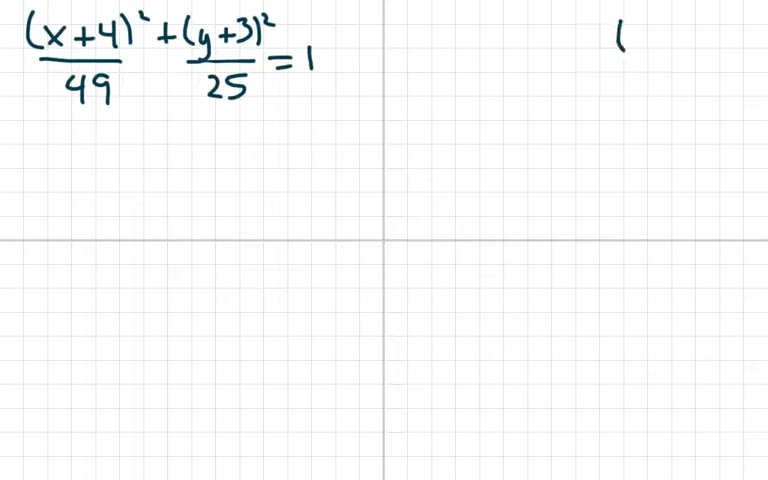 (x+4)²/49 + (y+3)²/25 = 1
(